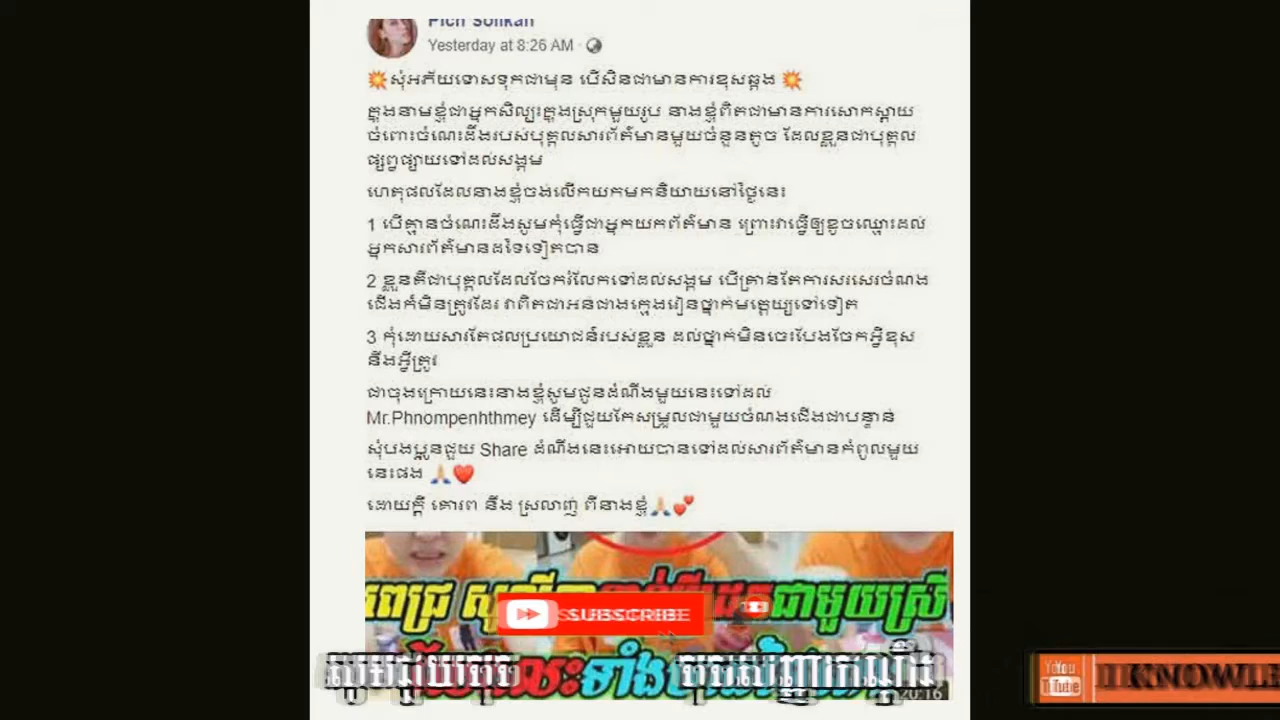 Pich Solikah
Yesterday at 8:26 AM ·
💥សុំអភ័យទោសទុកជាមុន បើសិនជាមានការខុសឆ្គង 💥
ក្នុងនាមខ្ញុំជាអ្នកសិល្បះក្នុងស្រុកមួយរូប នាងខ្ញុំពិតជាមានការសោកស្តាយ
ចំពោះចំណេះដឹងរបស់បុគ្គលសារព័ត៌មានមួយចំនួនតូច ដែលខ្លួនជាបុគ្គល
ផ្សព្វផ្សាយទៅដល់សង្គម
ហេតុផលដែលនាងខ្ញុំចង់លើកយកមកនិយាយនៅថ្ងៃនេះ
1 បើគ្មានចំណេះដឹងសូមកុំធ្វើជាអ្នកយកព័ត៌មាន ព្រោះវាធ្វើឲ្យខូចឈ្មោះដល់
អ្នកសារព័ត៌មានដទៃទៀតបាន
2 ខ្លួនគឺជាបុគ្គលដែលចែករំលែកទៅដល់សង្គម បើគ្រាន់តែការសរសេរចំណង
ជើងក៏មិនត្រូវដែរ វាពិតជាអន់ជាងក្មេងរៀនថ្នាក់មត្តេយ្យទៅទៀត
3 កុំដោយសារតែផលប្រយោជន៍របស់ខ្លួន ដល់ថ្នាក់មិនចេះបែងចែកអ្វីខុស
នឹងអ្វីត្រូវ
ជាចុងក្រោយនេះនាងខ្ញុំសូមជូនដំណឹងមួយនេះទៅដល់
Mr.Phnompenhthmey ដើម្បីជួយកែសម្រួលជាមួយចំណងជើងជាបន្ទាន់
សុំបងប្អូនជួយ Share ដំណឹងនេះអោយបានទៅដល់សារព័ត៌មានកំពូលមួយ
នេះផង 🙏❤️
ដោយក្តី គោរព នឹង ស្រលាញ់ ពីនាងខ្ញុំ🙏💕
ពេជ្រ ជាមួយស្រី
SUBSCRIBE
ទាំង
20:16
You Tube KNOWLE